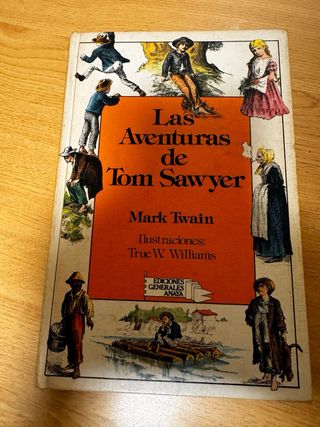 Las
Aventuras
de
Tom Sawyer
Mark Twain
Ilustraciones:
True W. Williams
EDICIONES
GENERALES
ANAYA